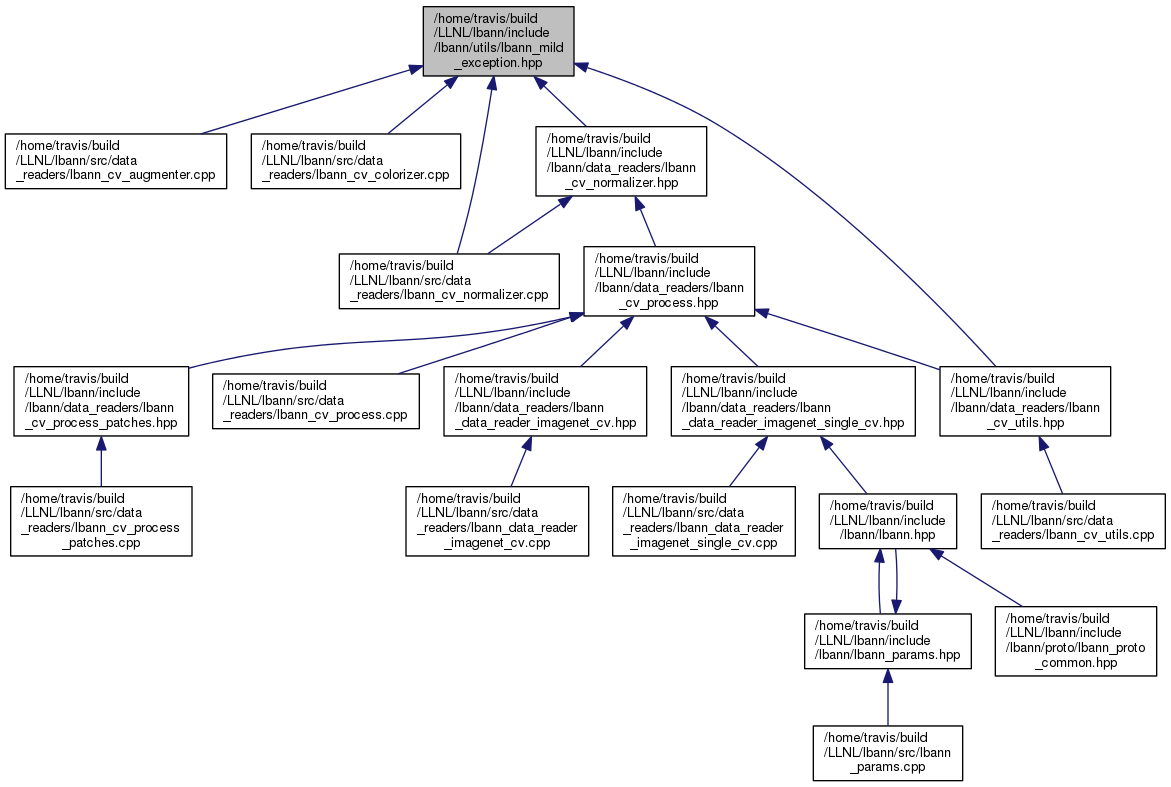 /home/travis/build
/LLNL/lbann/include
/lbann/utils/lbann_mild
_exception.hpp
/home/travis/build
/LLNL/lbann/src/data
_readers/lbann_cv_augmenter.cpp
/home/travis/build
/LLNL/lbann/src/data
_readers/lbann_cv_colorizer.cpp
/home/travis/build
/LLNL/lbann/include
/lbann/data_readers/lbann
_cv_normalizer.hpp
/home/travis/build
/LLNL/lbann/src/data
_readers/lbann_cv_normalizer.cpp
/home/travis/build
/LLNL/lbann/include
/lbann/data_readers/lbann
_cv_process.hpp
/home/travis/build
/LLNL/lbann/include
/lbann/data_readers/lbann
_cv_process_patches.hpp
/home/travis/build
/LLNL/lbann/src/data
_readers/lbann_cv_process.cpp
/home/travis/build
/LLNL/lbann/include
/lbann/data_readers/lbann
_data_reader_imagenet_cv.hpp
/home/travis/build
/LLNL/lbann/include
/lbann/data_readers/lbann
_data_reader_imagenet_single_cv.hpp
/home/travis/build
/LLNL/lbann/include
/lbann/data_readers/lbann
_cv_utils.hpp
/home/travis/build
/LLNL/lbann/src/data
_readers/lbann_cv_process
_patches.cpp
/home/travis/build
/LLNL/lbann/src/data
_readers/lbann_data_reader
_imagenet_cv.cpp
/home/travis/build
/LLNL/lbann/src/data
_readers/lbann_data_reader
_imagenet_single_cv.cpp
/home/travis/build
/LLNL/lbann/include
/lbann/lbann.hpp
/home/travis/build
/LLNL/lbann/src/data
_readers/lbann_cv_utils.cpp
/home/travis/build
/LLNL/lbann/include
/lbann/lbann_params.hpp
/home/travis/build
/LLNL/lbann/include
/lbann/proto/lbann_proto
_common.hpp
/home/travis/build
/LLNL/lbann/src/lbann
_params.cpp